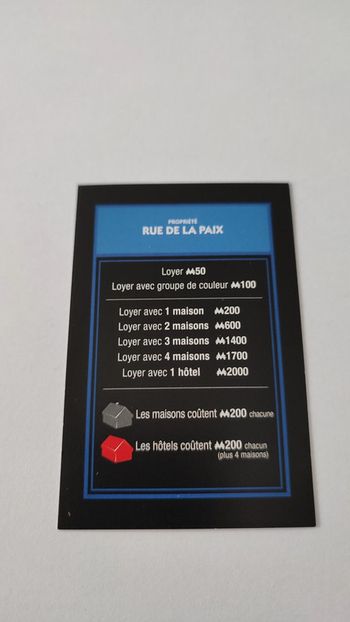 PROPRIÉTÉ
RUE DE LA PAIX
Loyer M50
Loyer avec groupe de couleur M100
Loyer avec 1 maison M200
Loyer avec 2 maisons M600
Loyer avec 3 maisons M1400
Loyer avec 4 maisons M1700
Loyer avec 1 hôtel M2000
Les maisons coûtent M200 chacune
Les hôtels coûtent M200 chacun
(plus 4 maisons)